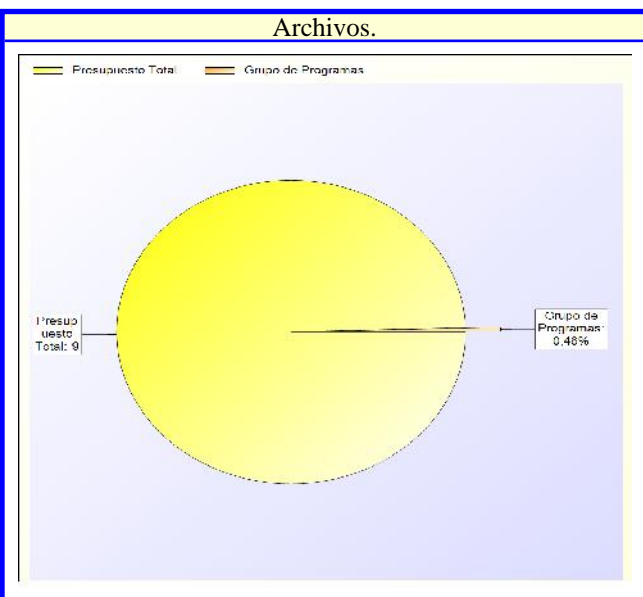 Archivos.
Presupuesto Total
Grupo de Programas
Presup
uesto
Total: 9
Grupo de
Programas:
0,48%